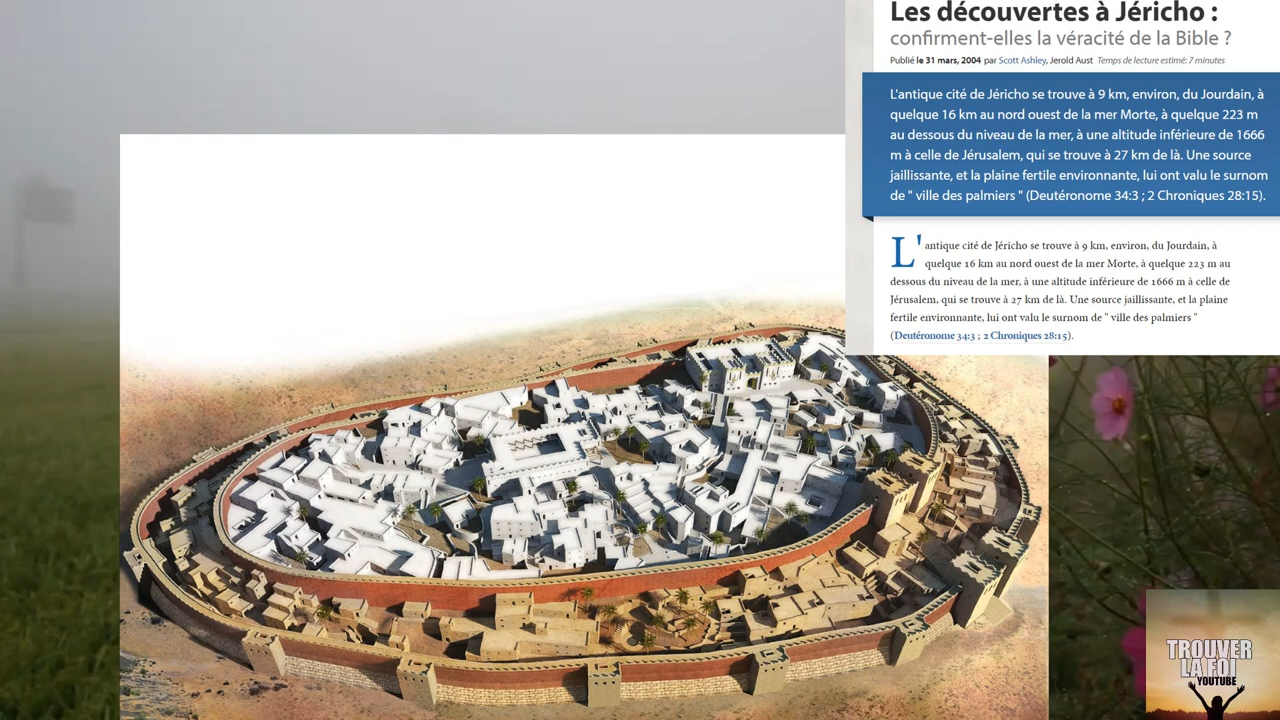 Les découvertes à Jéricho :
confirment-elles la véracité de la Bible ?
Publié le 31 mars, 2004 par Scott Ashley, Jerold Aust Temps de lecture estimé: 7 minutes
L'antique cité de Jéricho se trouve à 9 km, environ, du Jourdain, à
quelque 16 km au nord ouest de la mer Morte, à quelque 223 m
au dessous du niveau de la mer, à une altitude inférieure de 1666
m à celle de Jérusalem, qui se trouve à 27 km de là. Une source
jaillissante, et la plaine fertile environnante, lui ont valu le surnom
de " ville des palmiers " (Deutéronome 34:3 ; 2 Chroniques 28:15).
L'antique cité de Jéricho se trouve à 9 km, environ, du Jourdain, à
quelque 16 km au nord ouest de la mer Morte, à quelque 223 m au
dessous du niveau de la mer, à une altitude inférieure de 1666 m à celle de
Jérusalem, qui se trouve à 27 km de là. Une source jaillissante, et la plaine
fertile environnante, lui ont valu le surnom de " ville des palmiers "
(Deutéronome 34:3 ; 2 Chroniques 28:15).
TROUVER
LA FOI
YOUTUBE